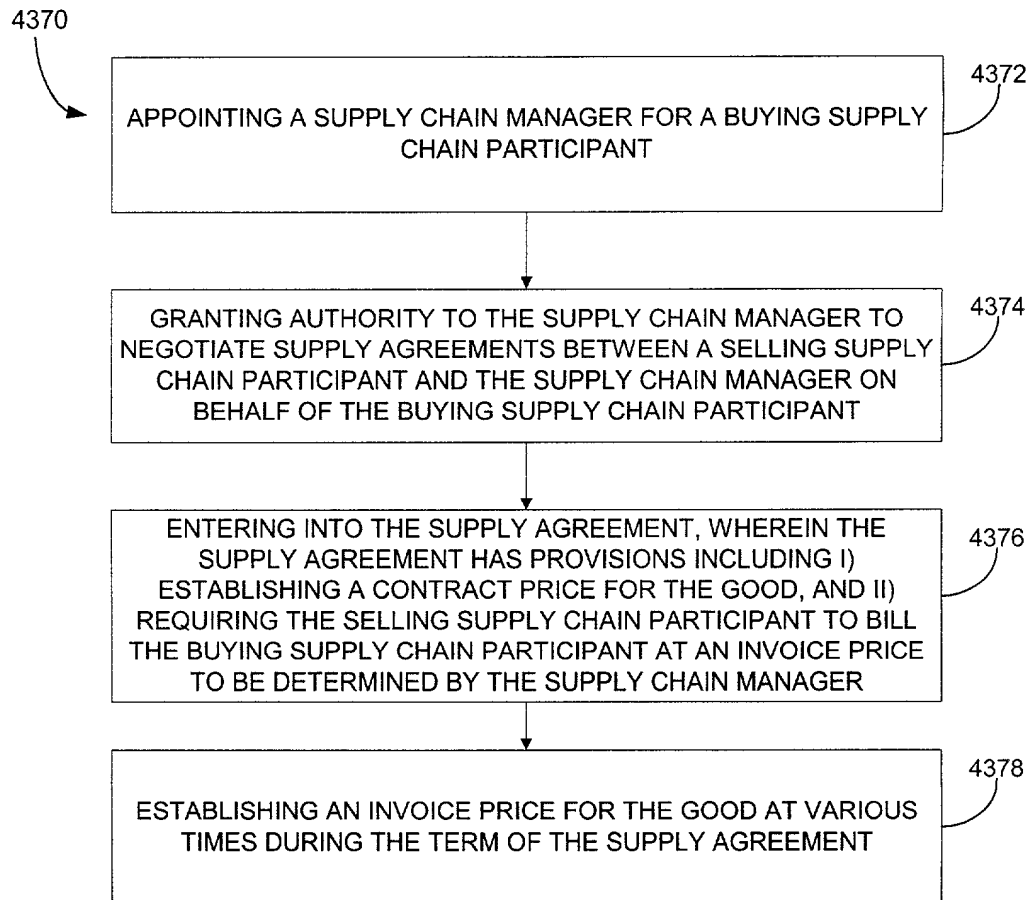 4370
4372
APPOINTING A SUPPLY CHAIN MANAGER FOR A BUYING SUPPLY
CHAIN PARTICIPANT
4374
GRANTING AUTHORITY TO THE SUPPLY CHAIN MANAGER TO
NEGOTIATE SUPPLY AGREEMENTS BETWEEN A SELLING SUPPLY
CHAIN PARTICIPANT AND THE SUPPLY CHAIN MANAGER ON
BEHALF OF THE BUYING SUPPLY CHAIN PARTICIPANT
4376
ENTERING INTO THE SUPPLY AGREEMENT, WHEREIN THE
SUPPLY AGREEMENT HAS PROVISIONS INCLUDING I)
ESTABLISHING A CONTRACT PRICE FOR THE GOOD, AND II)
REQUIRING THE SELLING SUPPLY CHAIN PARTICIPANT TO BILL
THE BUYING SUPPLY CHAIN PARTICIPANT AT AN INVOICE PRICE
TO BE DETERMINED BY THE SUPPLY CHAIN MANAGER
4378
ESTABLISHING AN INVOICE PRICE FOR THE GOOD AT VARIOUS
TIMES DURING THE TERM OF THE SUPPLY AGREEMENT